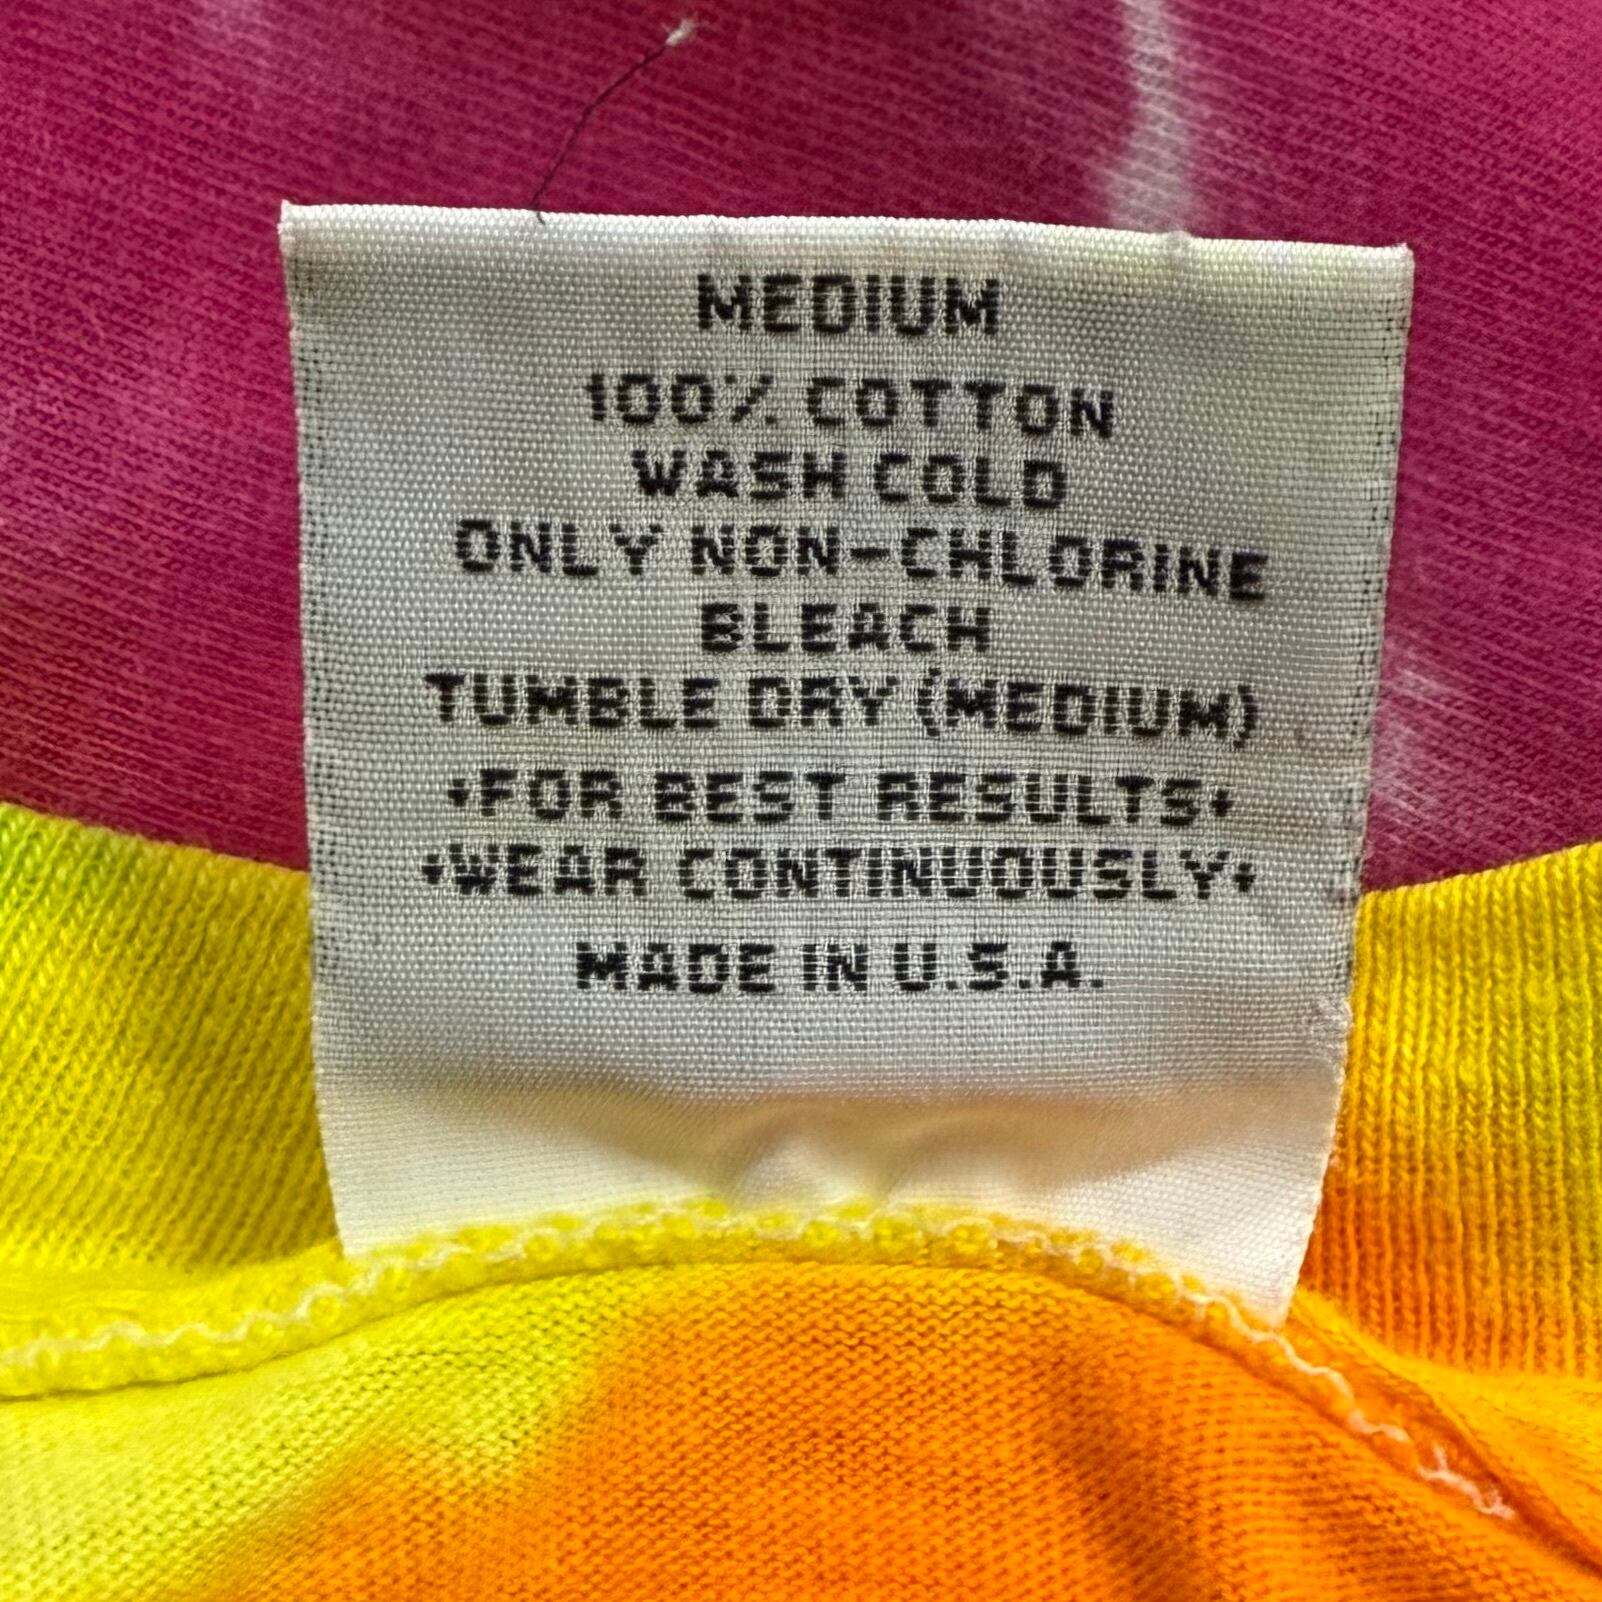 MEDIUM
100% COTTON
WASH COLD
ONLY NON-CHLORINE
BLEACH
TUMBLE DRY (MEDIUM)
•FOR BEST RESULTS•
•WEAR CONTINUOUSLY•
MADE IN U.S.A.